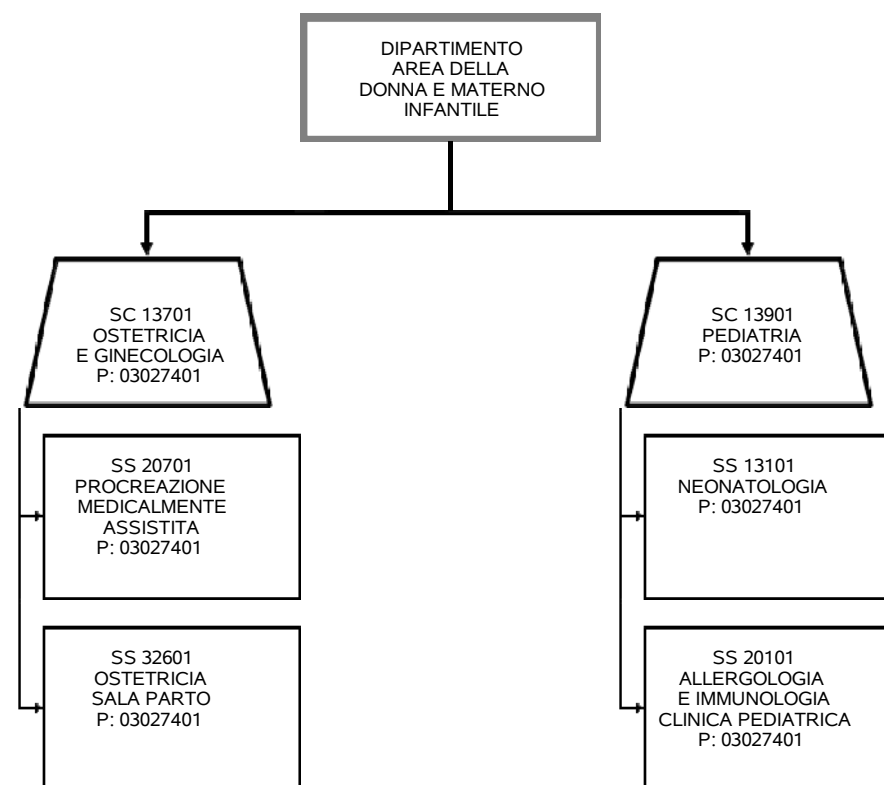 DIPARTIMENTO
AREA DELLA
DONNA E MATERNO
INFANTILE
SC 13701
OSTETRICIA
E GINECOLOGIA
P: 03027401
SC 13901
PEDIATRIA
P: 03027401
SS 20701
PROCREAZIONE
MEDICALMENTE
ASSISTITA
P: 03027401
SS 13101
NEONATOLOGIA
P: 03027401
SS 32601
OSTETRICIA
SALA PARTO
P: 03027401
SS 20101
ALLERGOLOGIA
E IMMUNOLOGIA
CLINICA PEDIATRICA
P: 03027401